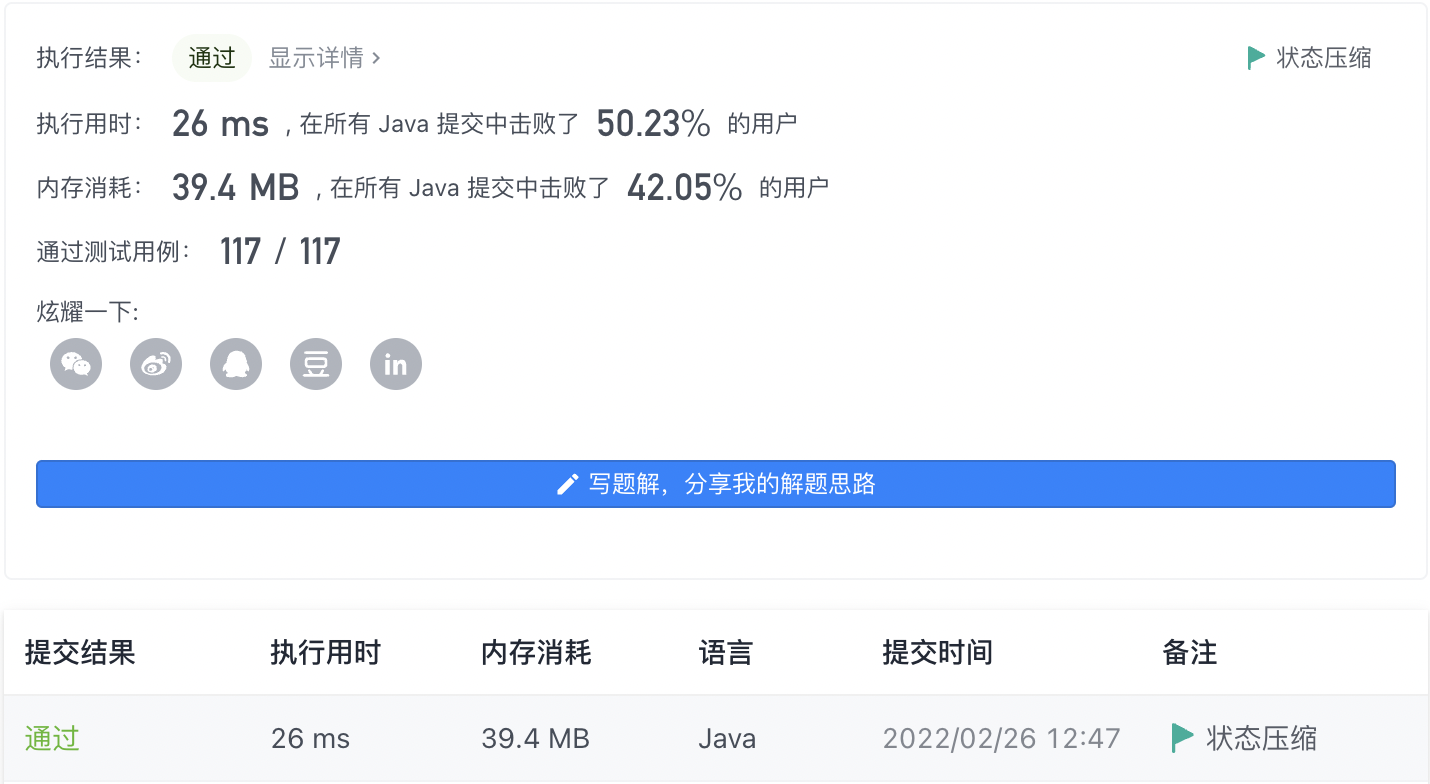 执行结果： 通过 显示详情 › 状态压缩
执行用时： 26 ms , 在所有 Java 提交中击败了 50.23% 的用户
内存消耗： 39.4 MB , 在所有 Java 提交中击败了 42.05% 的用户
通过测试用例： 117 / 117
炫耀一下:
豆 in
写题解，分享我的解题思路
提交结果 执行用时 内存消耗 语言 提交时间 备注
通过 26 ms 39.4 MB Java 2022/02/26 12:47 状态压缩